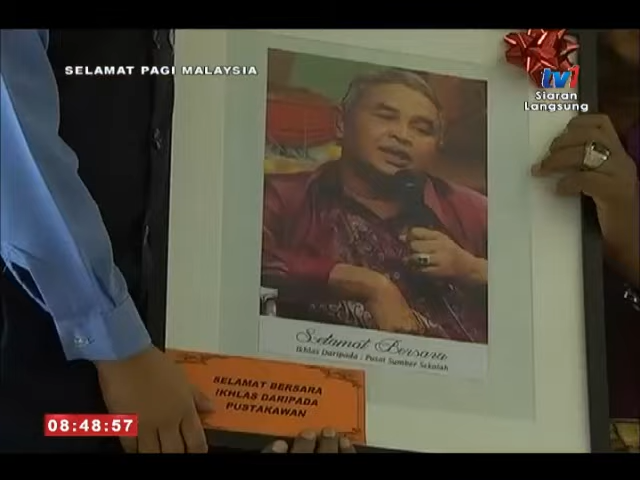 SELAMAT PAGI MALAYSIA
tv1
Siaran
Langsung
Selamat Bersara
Ikhlas Daripada : Pusat Sumber Sekolah
SELAMAT BERSARA
IKHLAS DARIPADA
PUSTAKAWAN
08:48:57